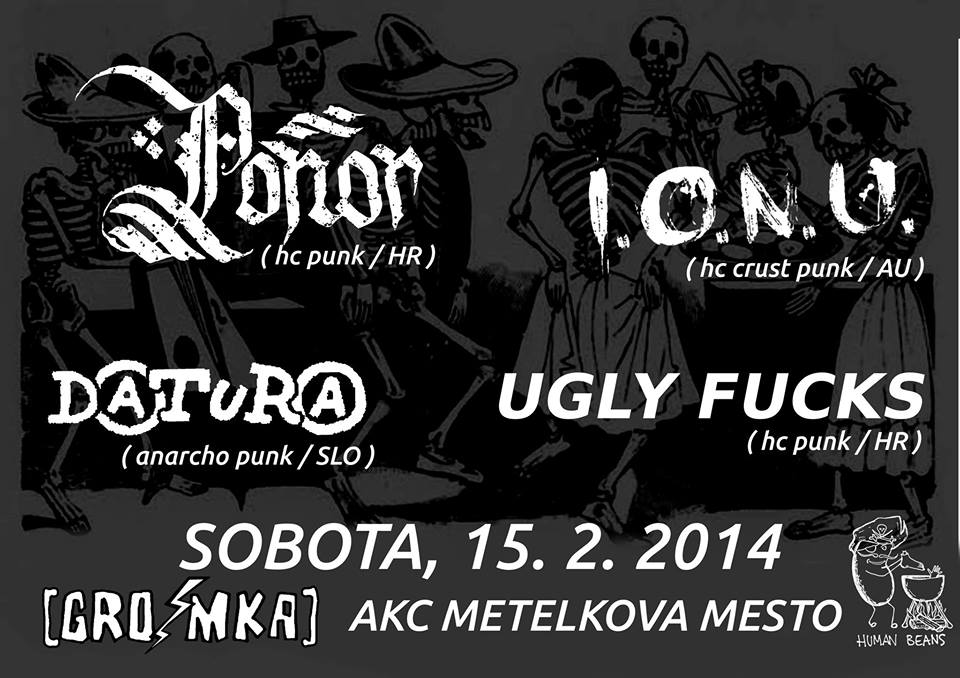 Poñor
( hc punk / HR )
I.O.N.U.
( hc crust punk / AU )
DATURA
( anarcho punk / SLO )
UGLY FUCKS
( hc punk / HR )
SOBOTA, 15. 2. 2014
[GROMKA]
AKC METELKOVA MESTO
HUMAN BEANS